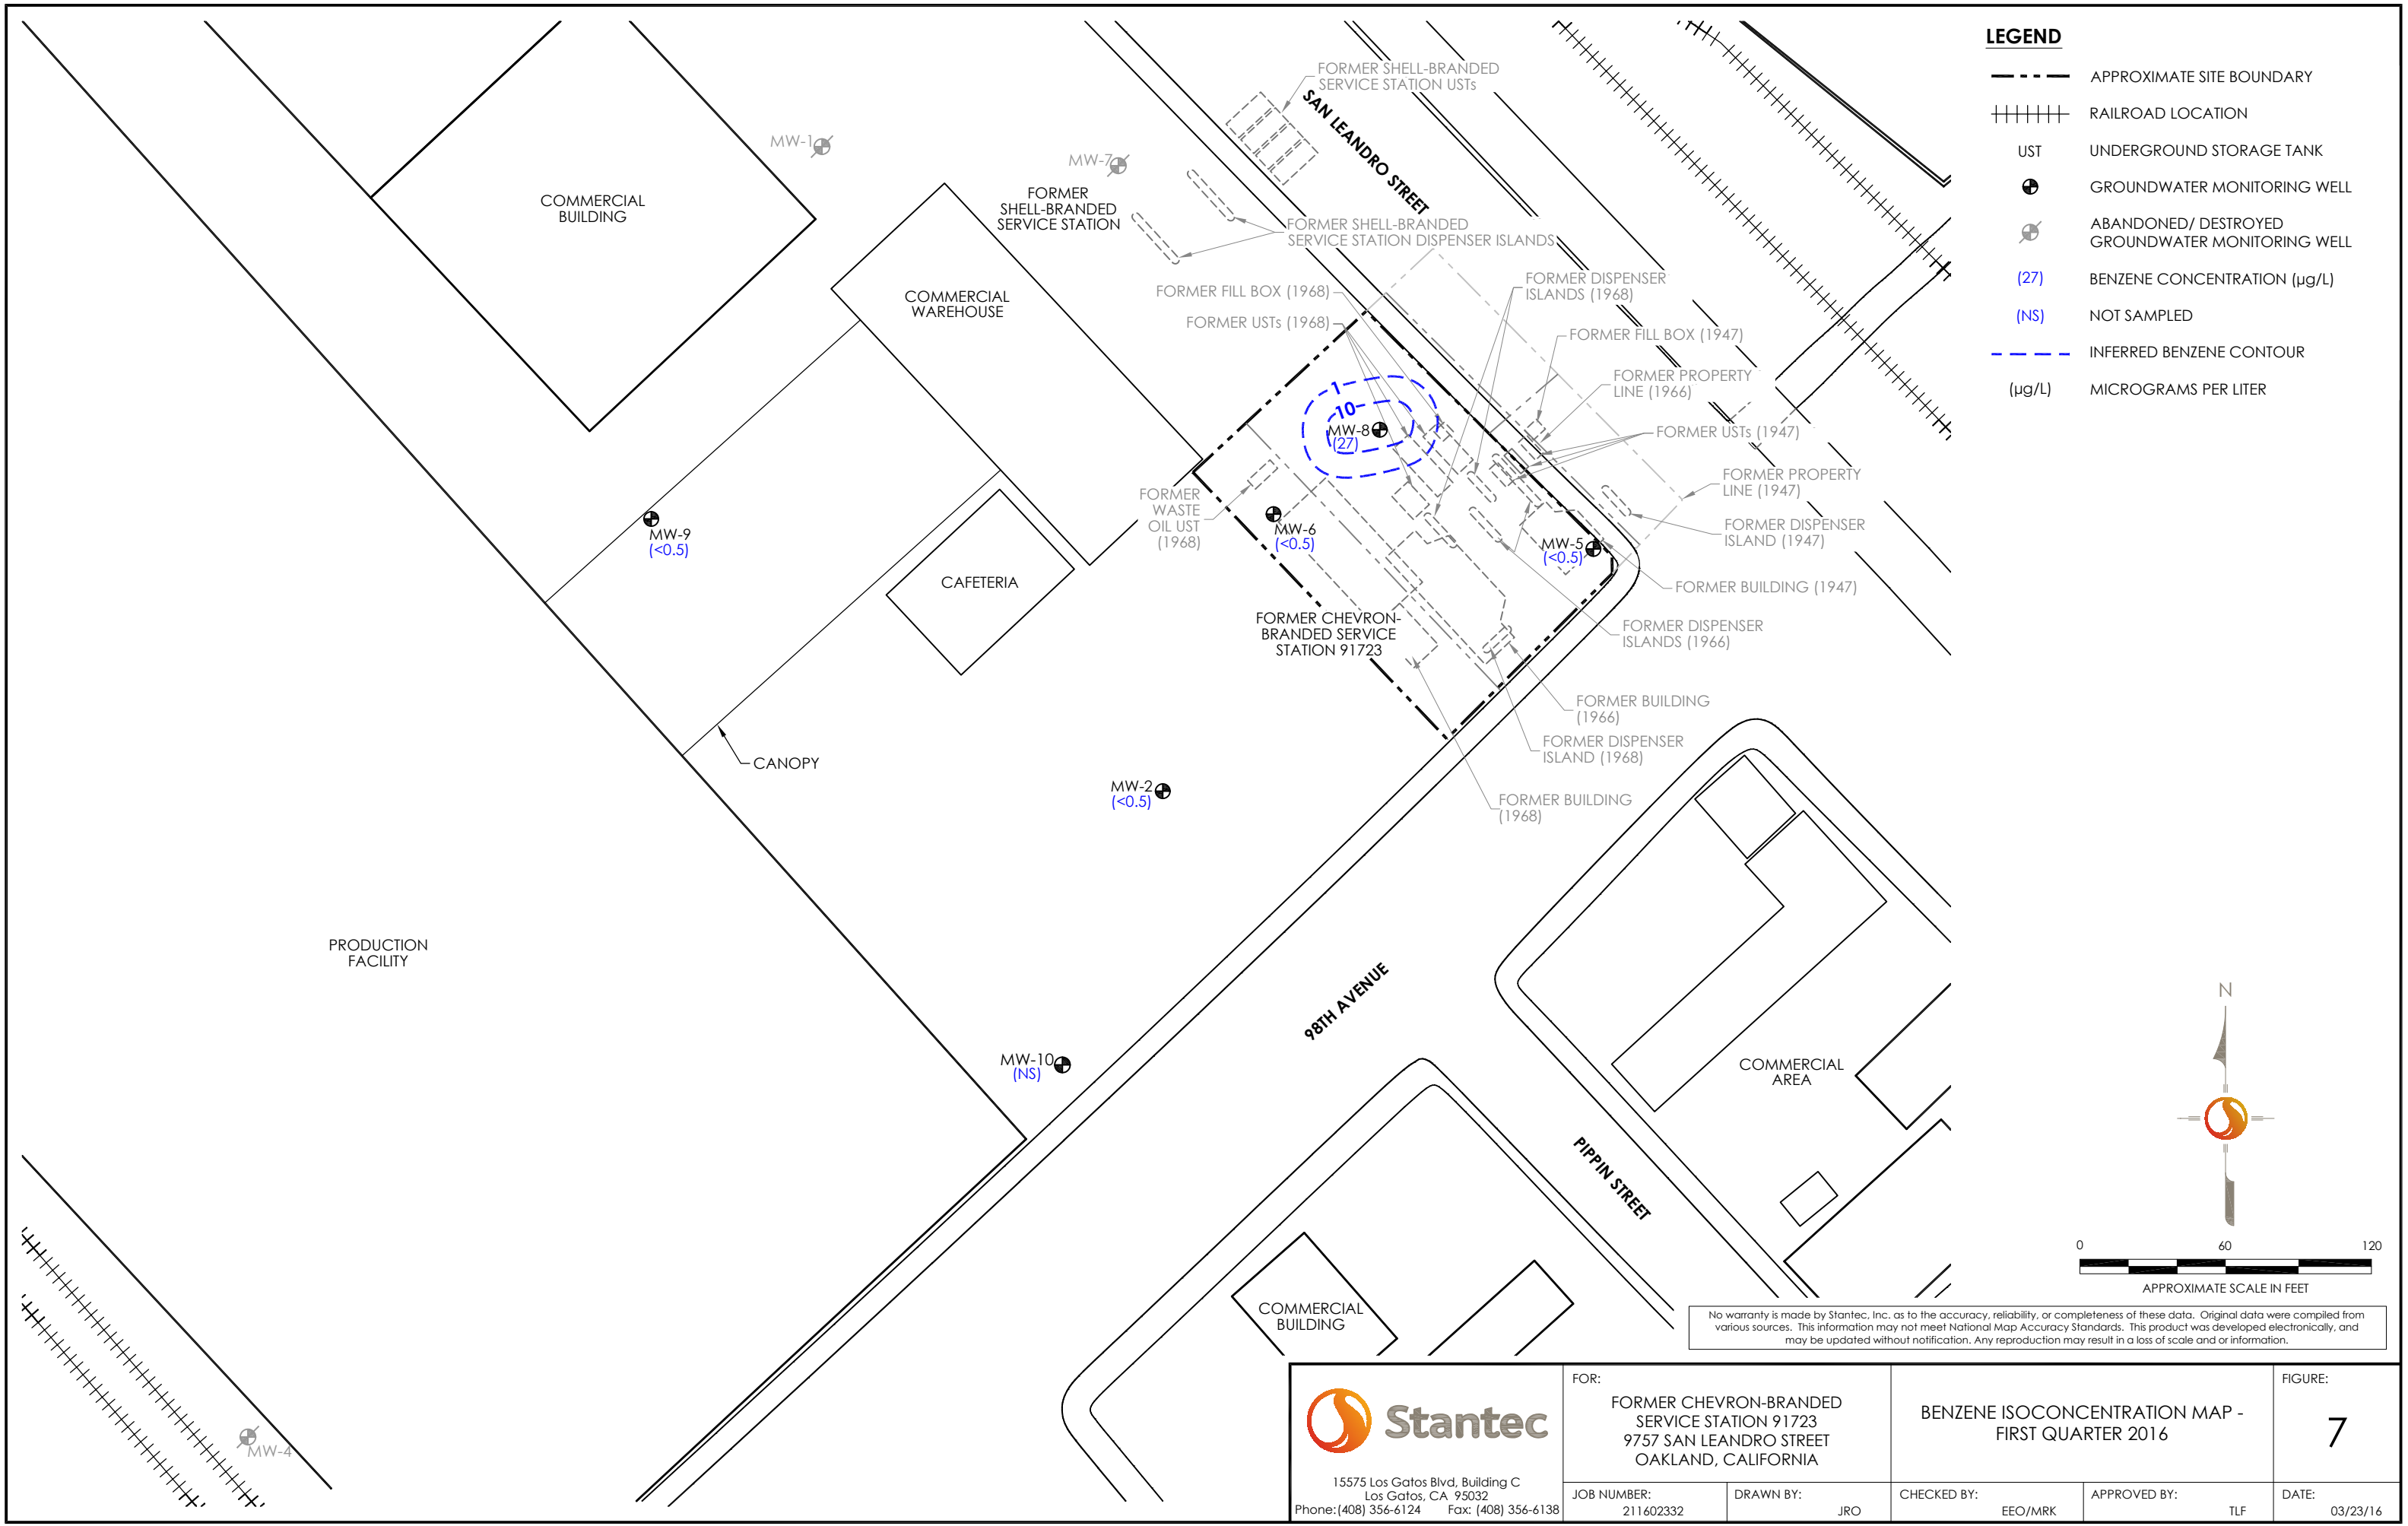 LEGEND
APPROXIMATE SITE BOUNDARY
RAILROAD LOCATION
UST UNDERGROUND STORAGE TANK
GROUNDWATER MONITORING WELL
ABANDONED/ DESTROYED
GROUNDWATER MONITORING WELL
(27) BENZENE CONCENTRATION (µg/L)
(NS) NOT SAMPLED
INFERRED BENZENE CONTOUR
(µg/L) MICROGRAMS PER LITER
FORMER SHELL-BRANDED
SERVICE STATION USTs
SAN LEANDRO STREET
MW-1
MW-7
COMMERCIAL
BUILDING
FORMER
SHELL-BRANDED
SERVICE STATION
FORMER SHELL-BRANDED
SERVICE STATION DISPENSER ISLANDS
COMMERCIAL
WAREHOUSE
FORMER FILL BOX (1968)
FORMER USTs (1968)
FORMER DISPENSER
ISLANDS (1968)
FORMER FILL BOX (1947)
FORMER PROPERTY
LINE (1966)
FORMER USTs (1947)
FORMER PROPERTY
LINE (1947)
FORMER DISPENSER
ISLAND (1947)
1
10
MW-8
(27)
FORMER
WASTE
OIL UST
(1968)
MW-6
(<0.5)
MW-5
(<0.5)
MW-9
(<0.5)
CAFETERIA
FORMER BUILDING (1947)
FORMER CHEVRON-
BRANDED SERVICE
STATION 91723
FORMER DISPENSER
ISLANDS (1966)
FORMER BUILDING
(1966)
FORMER DISPENSER
ISLAND (1968)
FORMER BUILDING
(1968)
CANOPY
MW-2
(<0.5)
PRODUCTION
FACILITY
98TH AVENUE
MW-10
(NS)
COMMERCIAL
AREA
PIPPIN STREET
COMMERCIAL
BUILDING
MW-4
N
0 60 120
APPROXIMATE SCALE IN FEET
No warranty is made by Stantec, Inc. as to the accuracy, reliability, or completeness of these data. Original data were compiled from
various sources. This information may not meet National Map Accuracy Standards. This product was developed electronically, and
may be updated without notification. Any reproduction may result in a loss of scale and or information.
Stantec
15575 Los Gatos Blvd, Building C
Los Gatos, CA 95032
Phone:(408) 356-6124 Fax: (408) 356-6138
FOR:
FORMER CHEVRON-BRANDED
SERVICE STATION 91723
9757 SAN LEANDRO STREET
OAKLAND, CALIFORNIA
BENZENE ISOCONCENTRATION MAP -
FIRST QUARTER 2016
FIGURE:
7
JOB NUMBER:
211602332
DRAWN BY:
JRO
CHECKED BY:
EEO/MRK
APPROVED BY:
TLF
DATE:
03/23/16